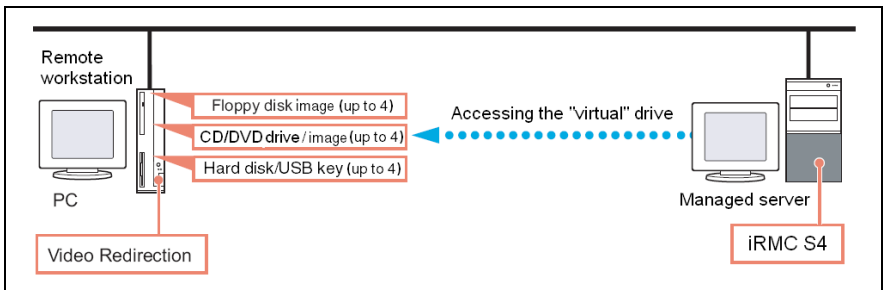 Remote
workstation
Floppy disk image (up to 4)
CD/DVD drive/image (up to 4)
Hard disk/USB key (up to 4)
PC
Video Redirection
Accessing the "virtual" drive
Managed server
iRMC S4